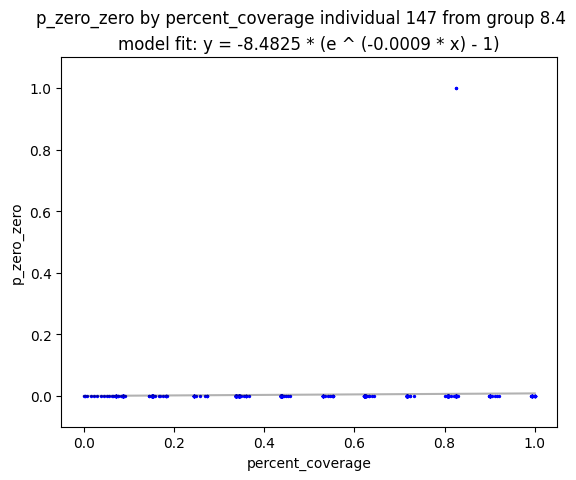 p_zero_zero by percent_coverage individual 147 from group 8.4
model fit: y = -8.4825 * (e ^ (-0.0009 * x) - 1)
1.0
0.8
0.6
0.4
0.2
0.0
p_zero_zero
0.0 0.2 0.4 0.6 0.8 1.0
percent_coverage